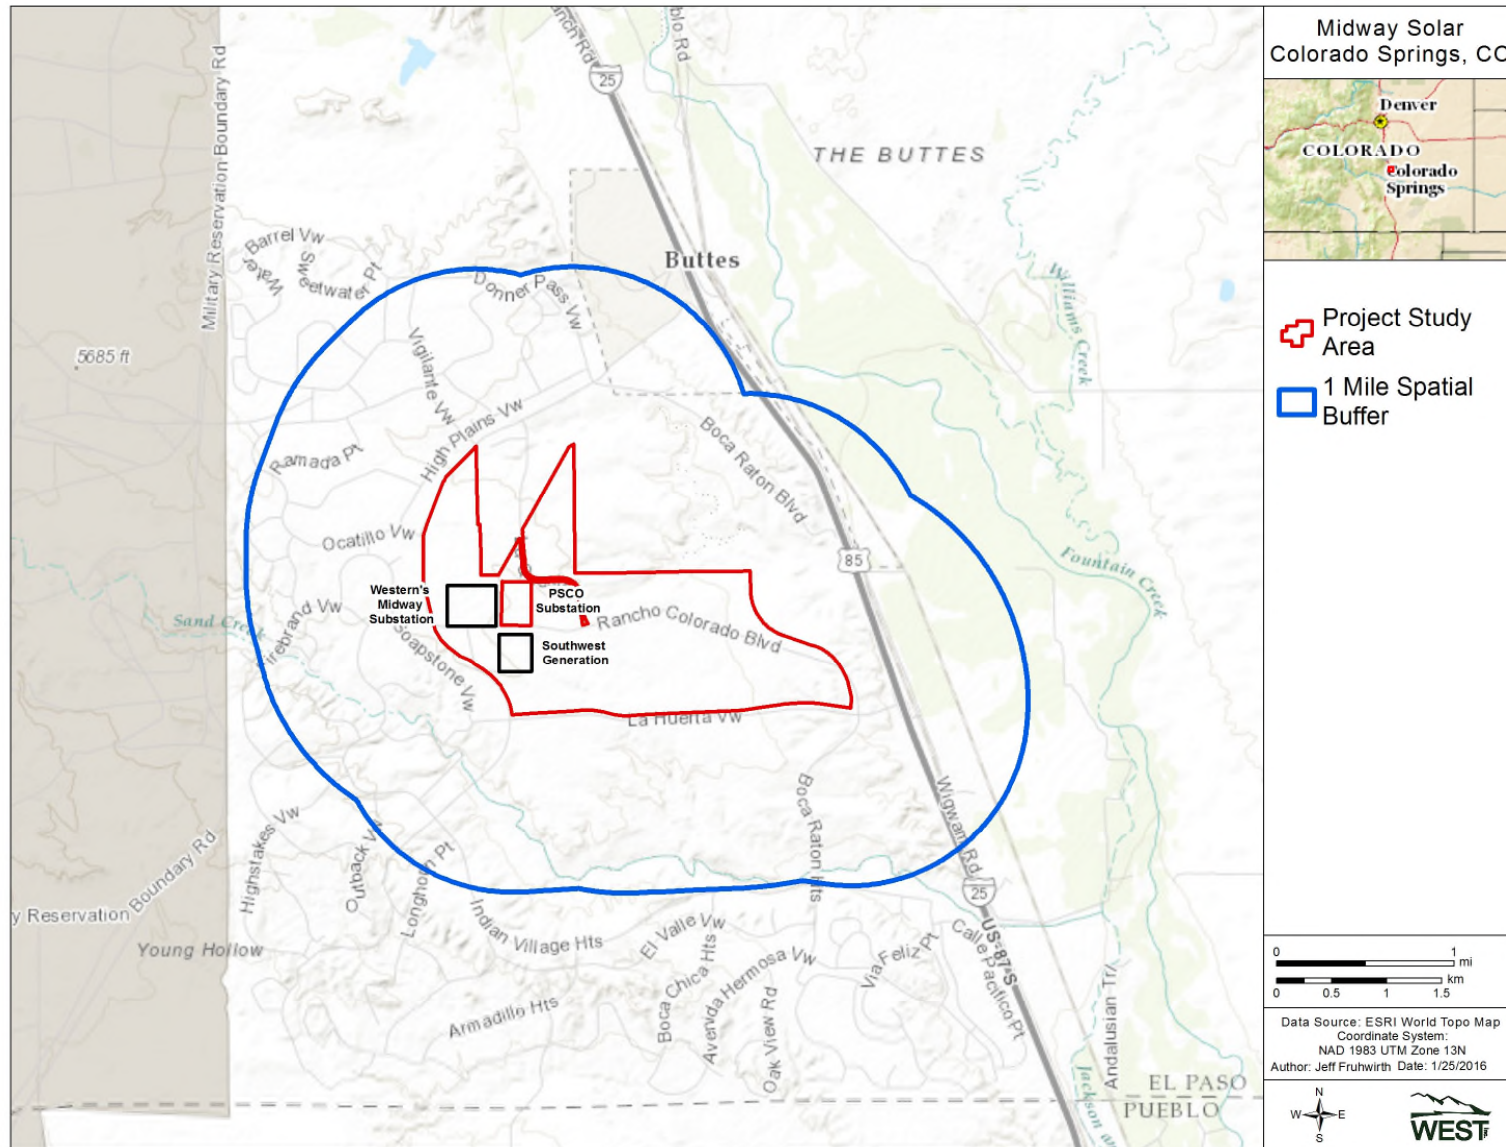 Midway Solar
Colorado Springs, CO
Denver
COLORADO
Colorado
Springs
Project Study
Area
1 Mile Spatial
Buffer
0 1
mi
km
0 0.5 1 1.5
Data Source: ESRI World Topo Map
Coordinate System:
NAD 1983 UTM Zone 13N
Author: Jeff Fruhwirth Date: 1/25/2016
N
W E
S
WEST
Military Reservation Boundary Rd
25
THE BUTTES
Buttes
Barrel Vw
Water
Sweetwater Pt
Donner Pass Vw
Williams Creek
5685 ft
Vigilante Vw
High Plains Vw
Ramada Pt
Boca Raton Blvd
Ocatillo Vw
85
Fountain Creek
Western's
Midway
Substation
PSCO
Substation
Rancho Colorado Blvd
Southwest
Generation
Sand Creek
Firebrand Vw
Soapstone Vw
La Huerta Vw
Boca Raton Hts
Wigwam Rd
25
US-87 S
Highstakes Vw
Outback Vw
Longhorn Pt
y Reservation Boundary Rd
Young Hollow
Indian Village Hts
El Valle Vw
Boca Chica Hts
Avenida Hermosa Vw
Oak View Rd
Via Feliz Pt
Calle Pacifico Pt
Armadillo Hts
Andalusian Trl
EL PASO
PUEBLO
Jackson